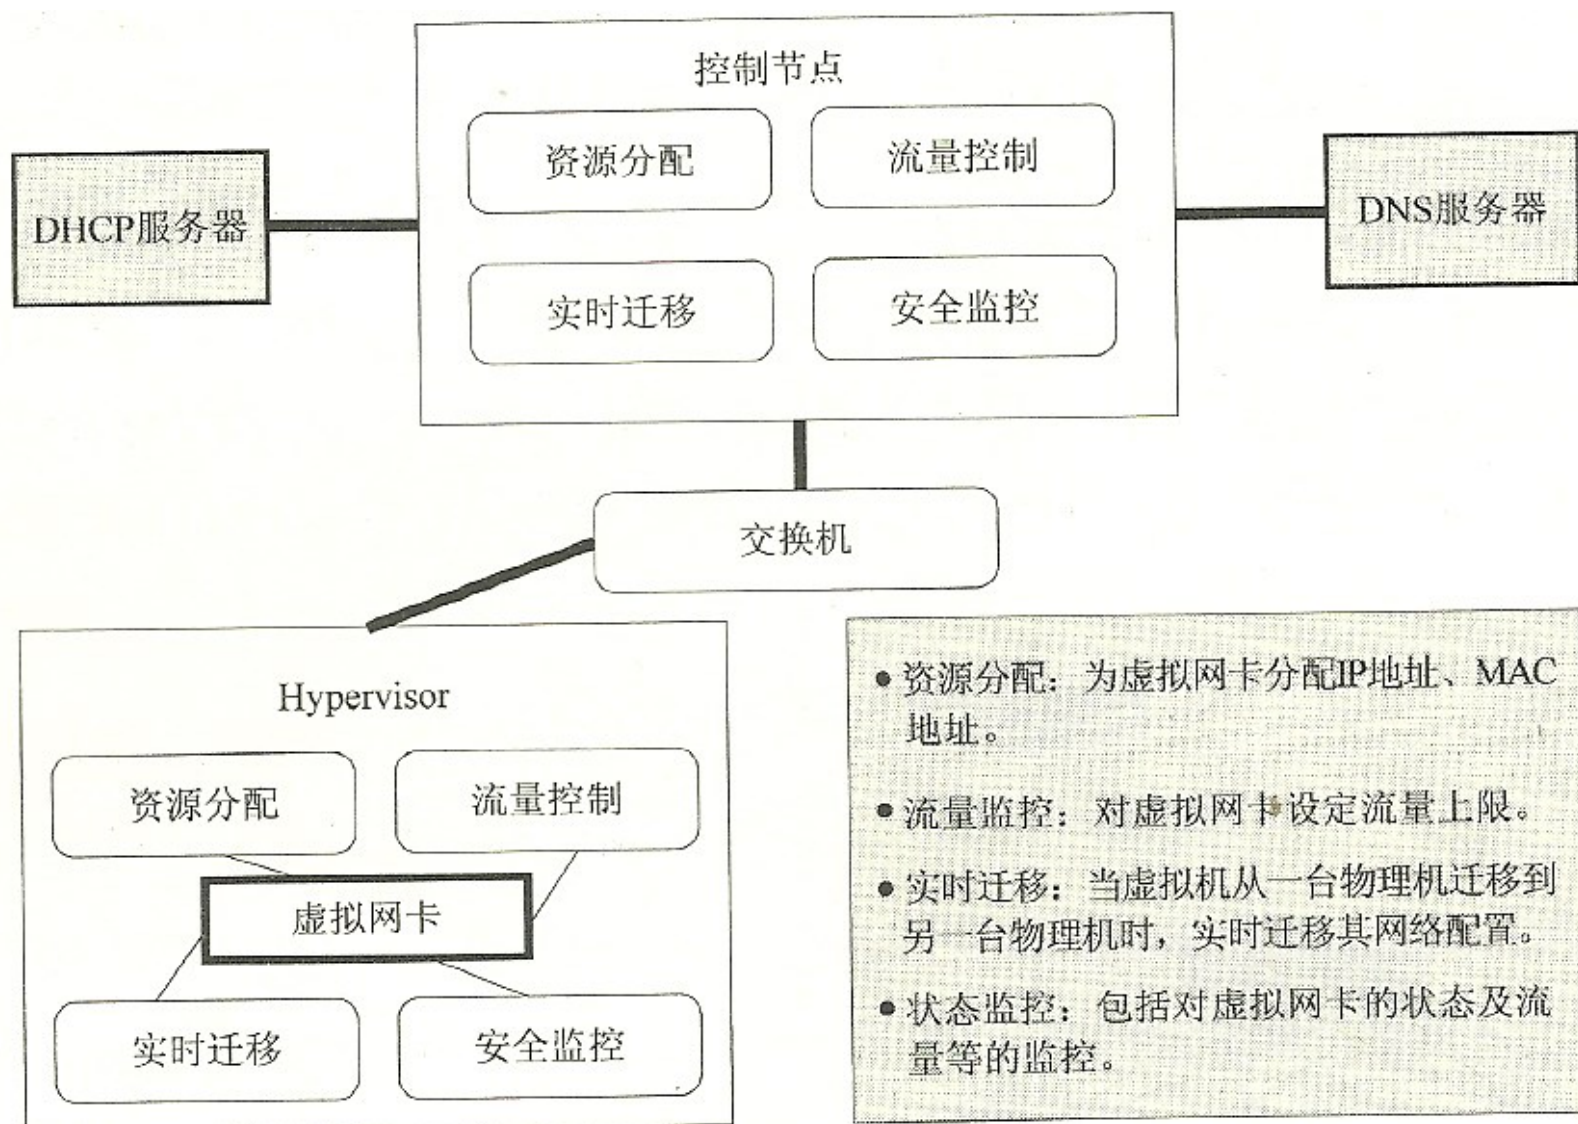 控制节点
资源分配
流量控制
DHCP服务器
DNS服务器
实时迁移
安全监控
交换机
Hypervisor
资源分配
流量控制
虚拟网卡
实时迁移
安全监控
•资源分配：为虚拟网卡分配IP地址、MAC
地址。
•流量监控：对虚拟网卡设定流量上限。
•实时迁移：当虚拟机从一台物理机迁移到
另一台物理机时，实时迁移其网络配置。
•状态监控：包括对虚拟网卡的状态及流
量等的监控。